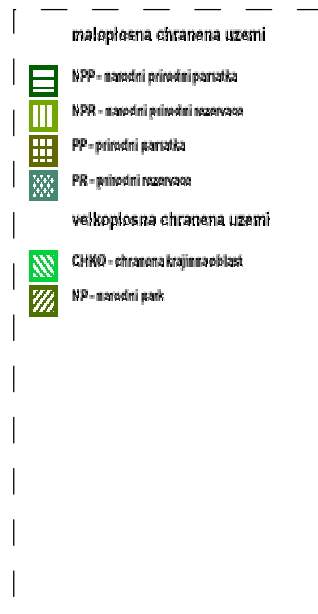 maloplosna chranena uzemi
NPP - narodni prirodni pamatka
NPR - narodni prirodni rezervace
PP - prirodni pamatka
PR - prirodni rezervace
velkoplosna chranena uzemi
CHKO - chranena krajinna oblast
NP - narodni park